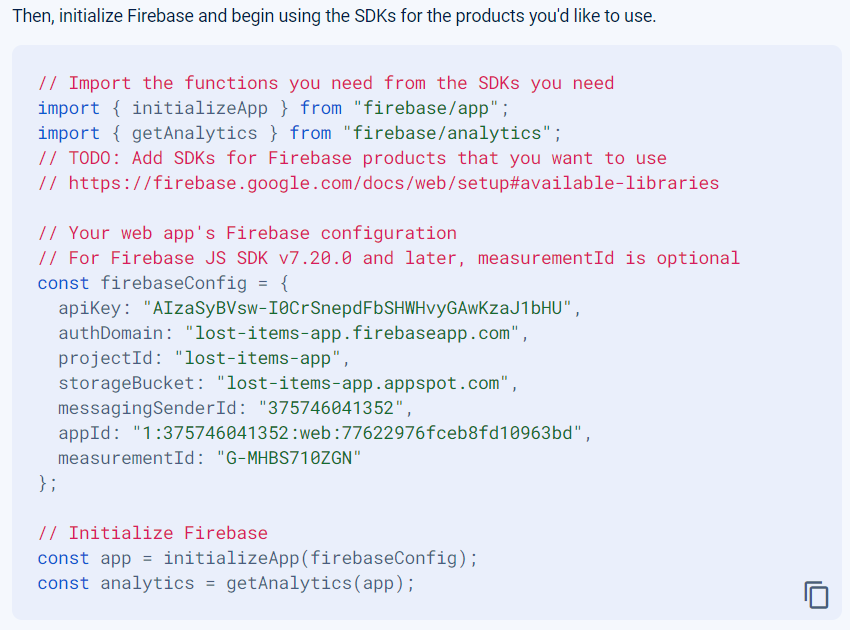 Then, initialize Firebase and begin using the SDKs for the products you'd like to use.
// Import the functions you need from the SDKs you need
import { initializeApp } from "firebase/app";
import { getAnalytics } from "firebase/analytics";
// TODO: Add SDKs for Firebase products that you want to use
// https://firebase.google.com/docs/web/setup#available-libraries
// Your web app's Firebase configuration
// For Firebase JS SDK v7.20.0 and later, measurementId is optional
const firebaseConfig = {
  apiKey: "AIzaSyBVsw-I0CrSnepdFbSHWHvyGAwKzaJ1bHU",
  authDomain: "lost-items-app.firebaseapp.com",
  projectId: "lost-items-app",
  storageBucket: "lost-items-app.appspot.com",
  messagingSenderId: "375746041352",
  appId: "1:375746041352:web:77622976fceb8fd10963bd",
  measurementId: "G-MHBS710ZGN"
};
// Initialize Firebase
const app = initializeApp(firebaseConfig);
const analytics = getAnalytics(app);